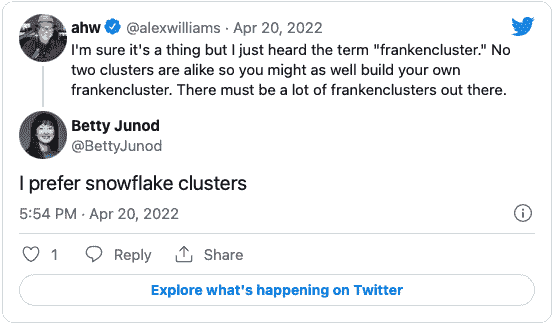 ahw @alexwilliams · Apr 20, 2022
I'm sure it's a thing but I just heard the term "frankencluster." No
two clusters are alike so you might as well build your own
frankencluster. There must be a lot of frankenclusters out there.
Betty Junod
@BettyJunod
I prefer snowflake clusters
5:54 PM · Apr 20, 2022
1 Reply Share
Explore what's happening on Twitter